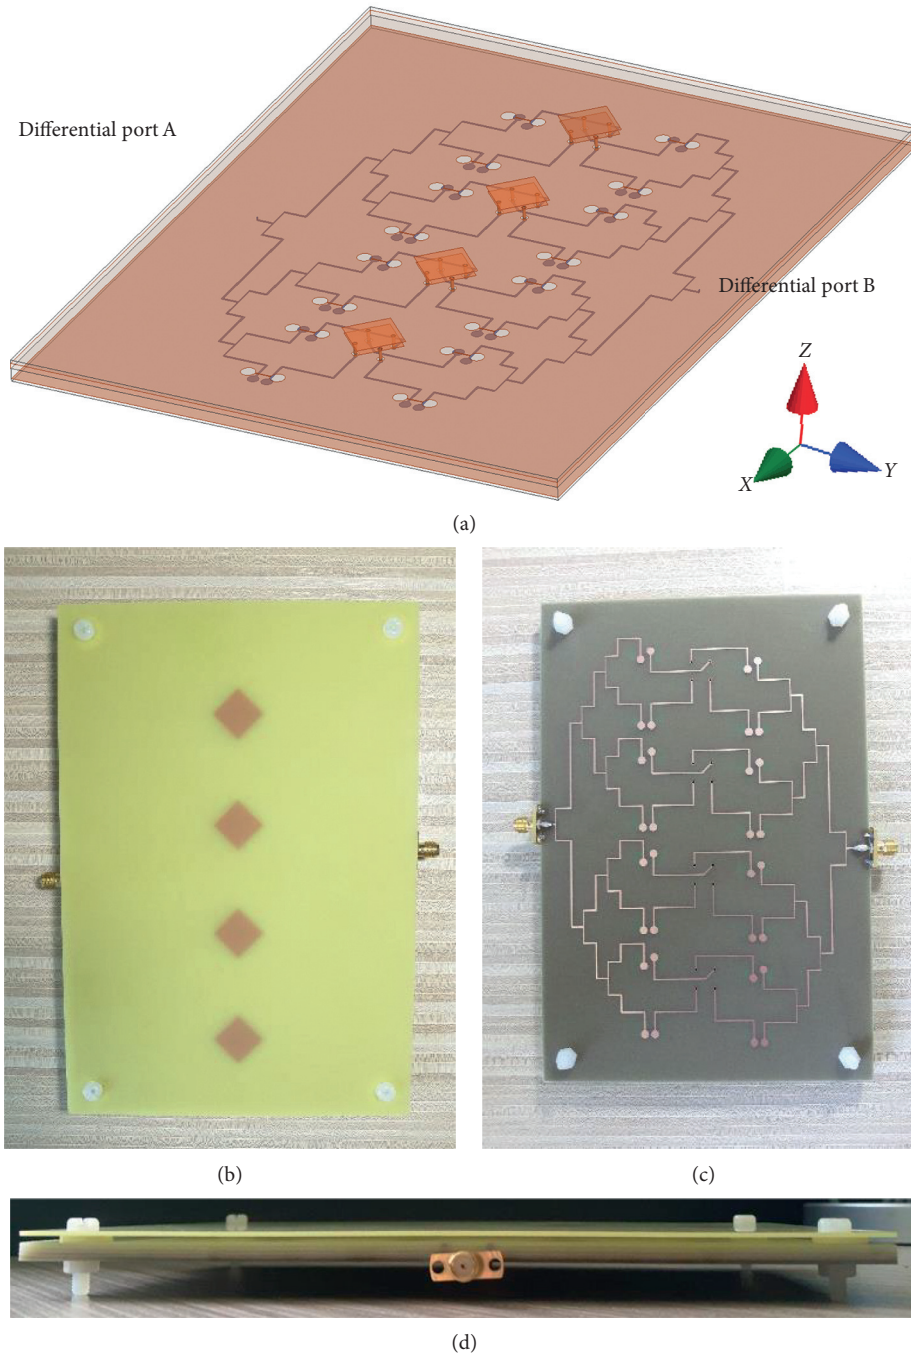 Differential port A
Differential port B
Z
X
Y
(a)
(b)
(c)
(d)